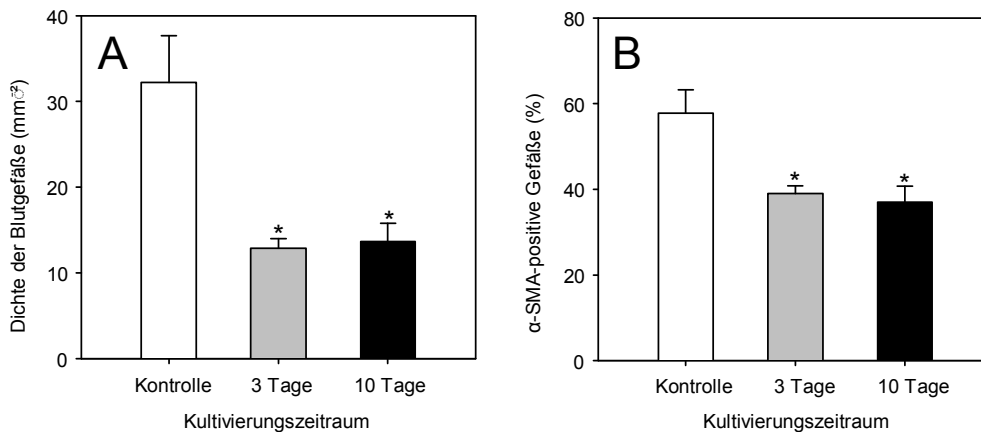 A
Dichte der Blutgefäße (mm⁻²)
40
30
20
10
0
*
*
Kontrolle 3 Tage 10 Tage
Kultivierungszeitraum
B
α-SMA-positive Gefäße (%)
80
60
40
20
0
*
*
Kontrolle 3 Tage 10 Tage
Kultivierungszeitraum